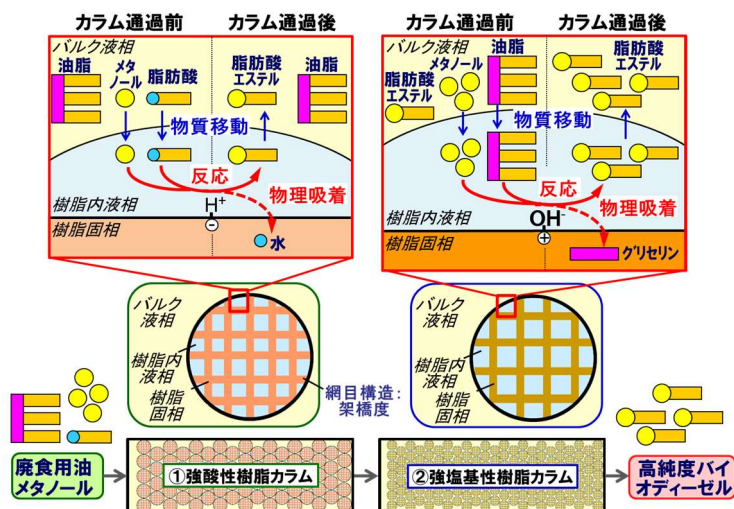 カラム通過前
カラム通過後
バルク液相
油脂
メタ
ノール
脂肪酸
脂肪酸
エステル
油脂
物質移動
反応
物理吸着
樹脂内液相
H⁺
－
樹脂固相
水
カラム通過前
カラム通過後
バルク液相
脂肪酸
エステル
メタノール
油脂
脂肪酸
エステル
物質移動
反応
物理吸着
樹脂内液相
OH⁻
＋
樹脂固相
グリセリン
バルク
液相
樹脂内
液相
樹脂
固相
網目構造：
架橋度
バルク
液相
樹脂内
液相
樹脂
固相
廃食用油
メタノール
①強酸性樹脂カラム
②強塩基性樹脂カラム
高純度バイ
オディーゼル